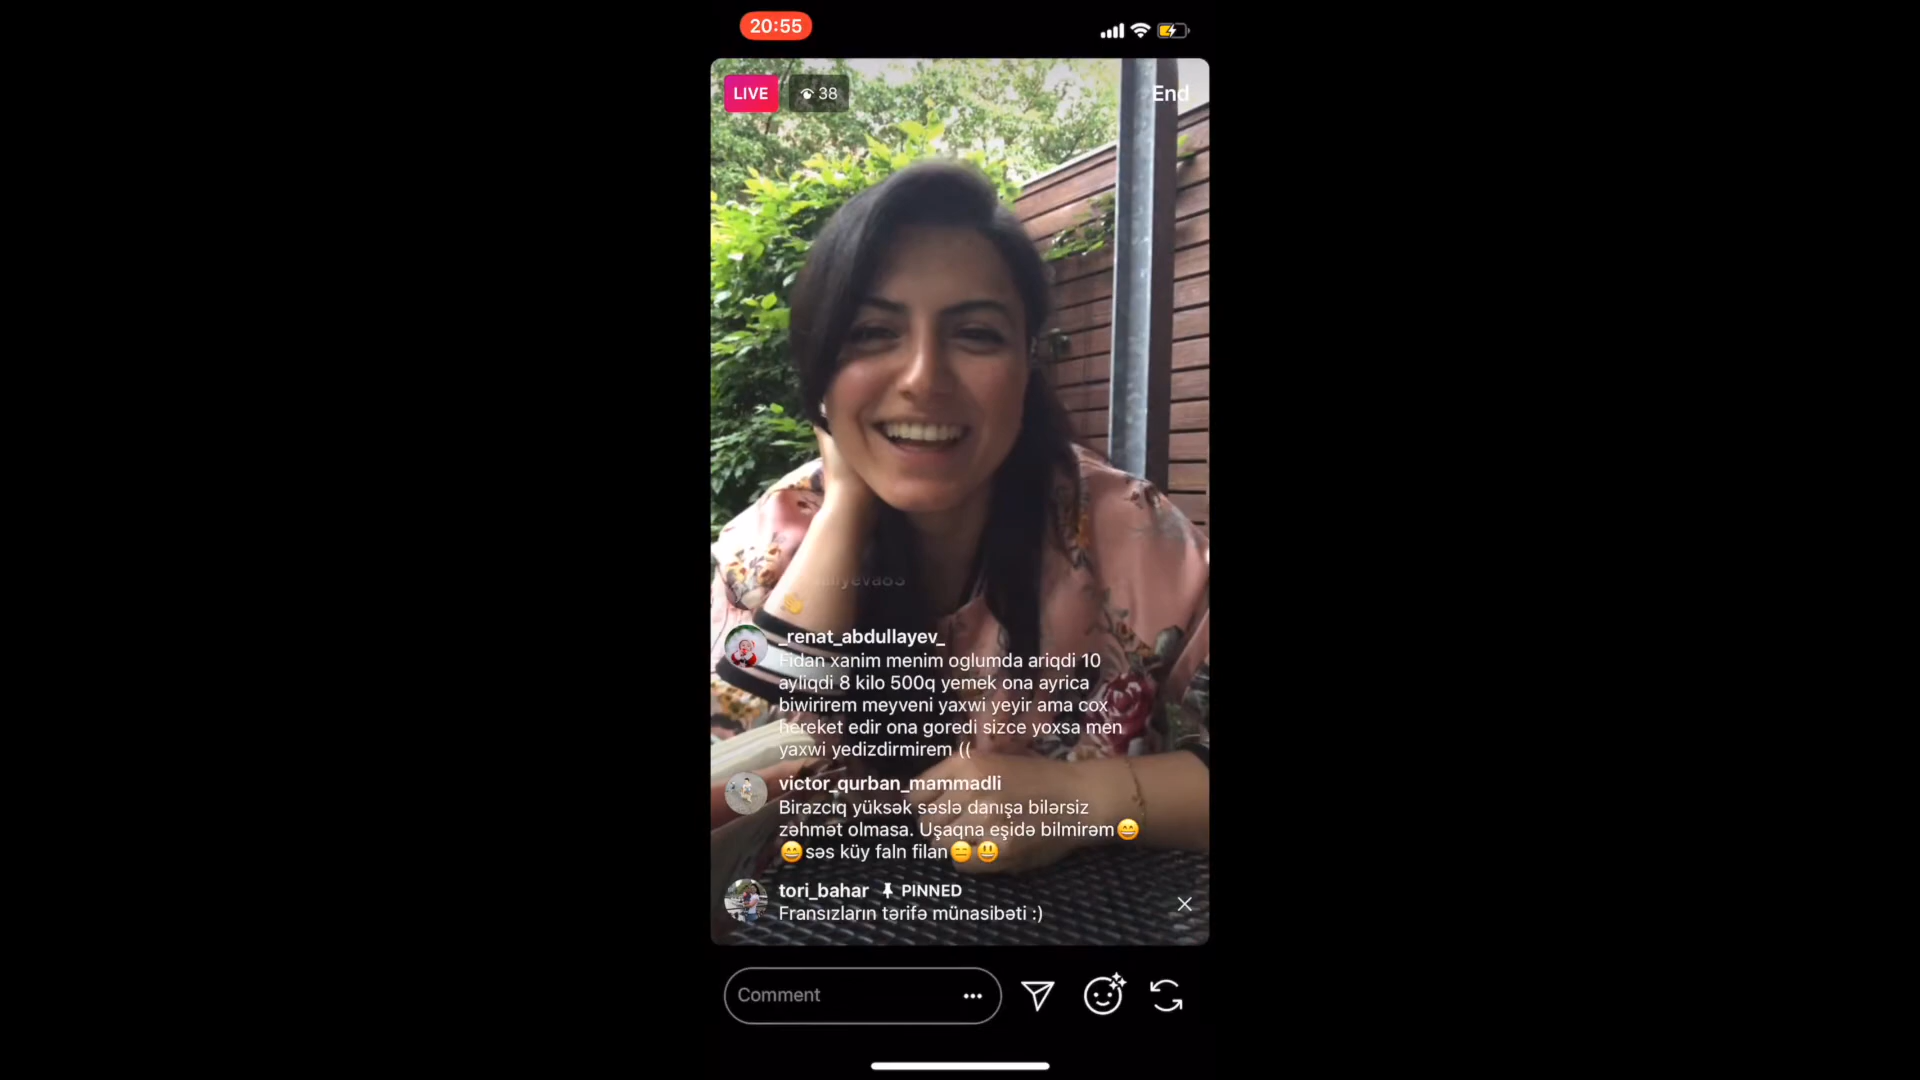 20:55
LIVE
38
End
_renat_abdullayev_
Fidan xanim menim oglumda ariqdi 10
ayliqdi 8 kilo 500q yemek ona ayrica
biwirirem meyveni yaxwi yeyir ama cox
hereket edir ona goredi sizce yoxsa men
yaxwi yedizdirmirem ((
victor_qurban_mammadli
Birazcıq yüksək səslə danışa bilərsiz
zəhmət olmasa. Uşaqna eşidə bilmirəm😄
😄səs küy faln filan😑😃
tori_bahar PINNED
Fransızların tərifə münasibəti :)
Comment